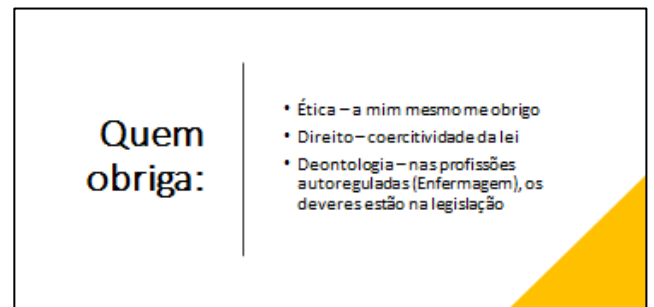 Quem
obriga:
• Ética – a mim mesmo me obrigo
• Direito – coercitividade da lei
• Deontologia – nas profissões
autoreguladas (Enfermagem), os
deveres estão na legislação